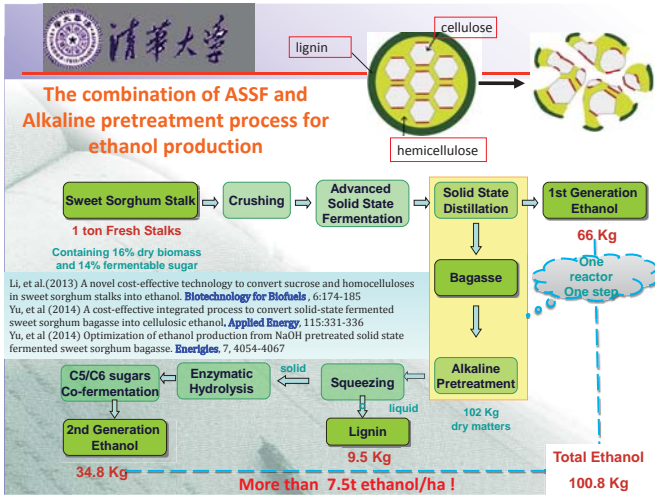 清华大学
cellulose
lignin
hemicellulose
The combination of ASSF and
Alkaline pretreatment process for
ethanol production
Sweet Sorghum Stalk
Crushing
Advanced
Solid State
Fermentation
Solid State
Distillation
1st Generation
Ethanol
1 ton Fresh Stalks
66 Kg
Containing 16% dry biomass
and 14% fermentable sugar
Bagasse
One
reactor
One step
Li, et al.(2013) A novel cost-effective technology to convert sucrose and homocelluloses
in sweet sorghum stalks into ethanol. Biotechnology for Biofuels , 6:174-185
Yu, et al (2014) A cost-effective integrated process to convert solid-state fermented
sweet sorghum bagasse into cellulosic ethanol, Applied Energy, 115:331-336
Yu, et al (2014) Optimization of ethanol production from NaOH pretreated solid state
fermented sweet sorghum bagasse. Enerigies, 7, 4054-4067
C5/C6 sugars
Co-fermentation
Enzymatic
Hydrolysis
solid
Squeezing
liquid
Alkaline
Pretreatment
102 Kg
dry matters
2nd Generation
Ethanol
Lignin
34.8 Kg
9.5 Kg
More than 7.5t ethanol/ha !
Total Ethanol
100.8 Kg